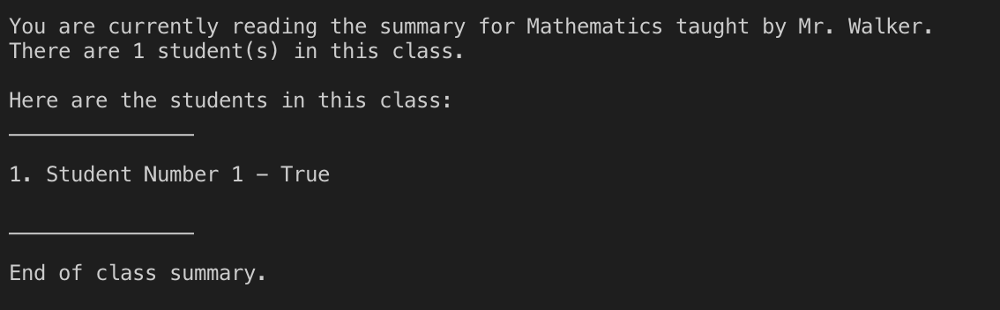 You are currently reading the summary for Mathematics taught by Mr. Walker.
There are 1 student(s) in this class.
Here are the students in this class:
_______________
1. Student Number 1 – True
_______________
End of class summary.